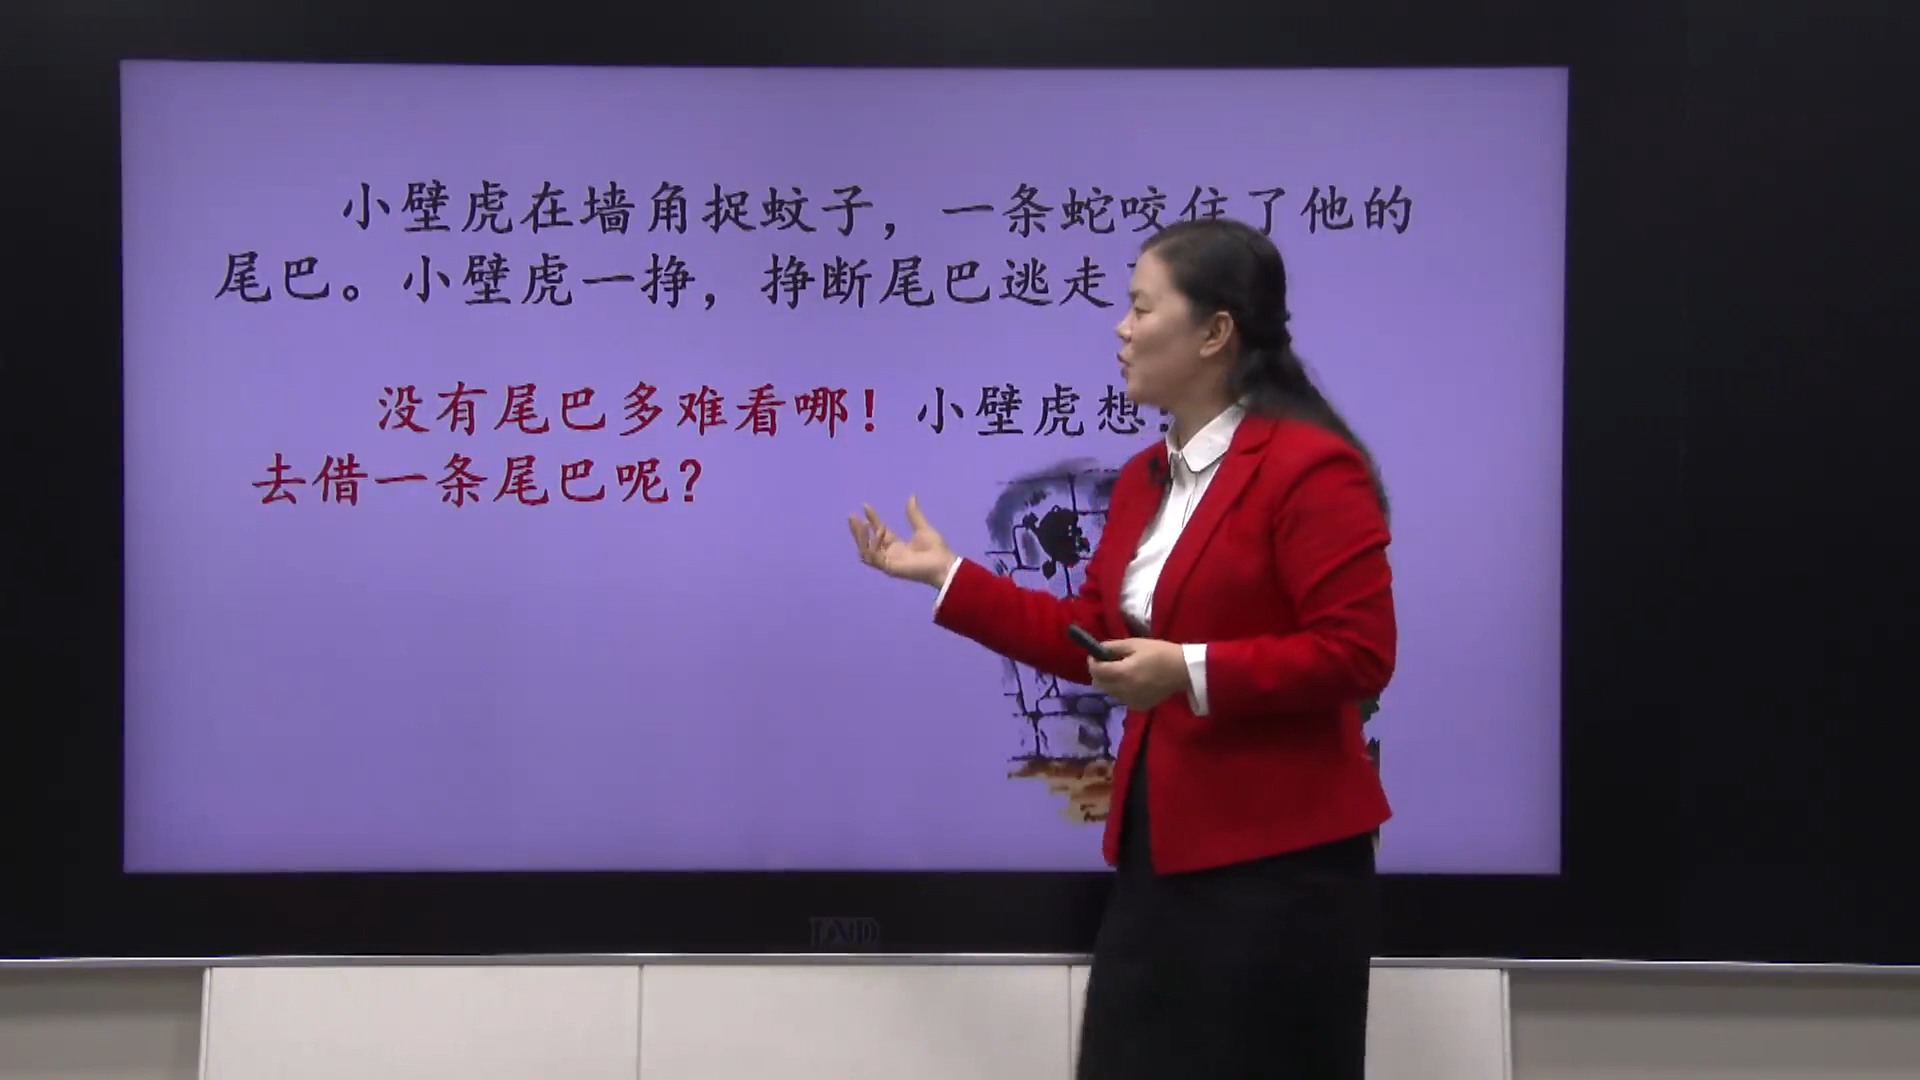 小壁虎在墙角捉蚊子，一条蛇咬住了他的
尾巴。小壁虎一挣，挣断尾巴逃走
没有尾巴多难看哪！小壁虎想：
去借一条尾巴呢？